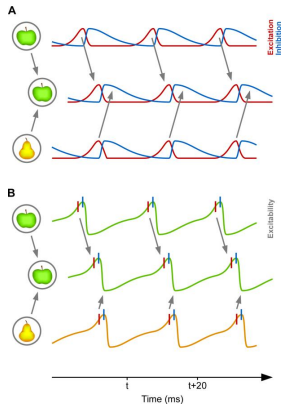 A
Excitation
Inhibition
B
Excitability
t
t+20
Time (ms)